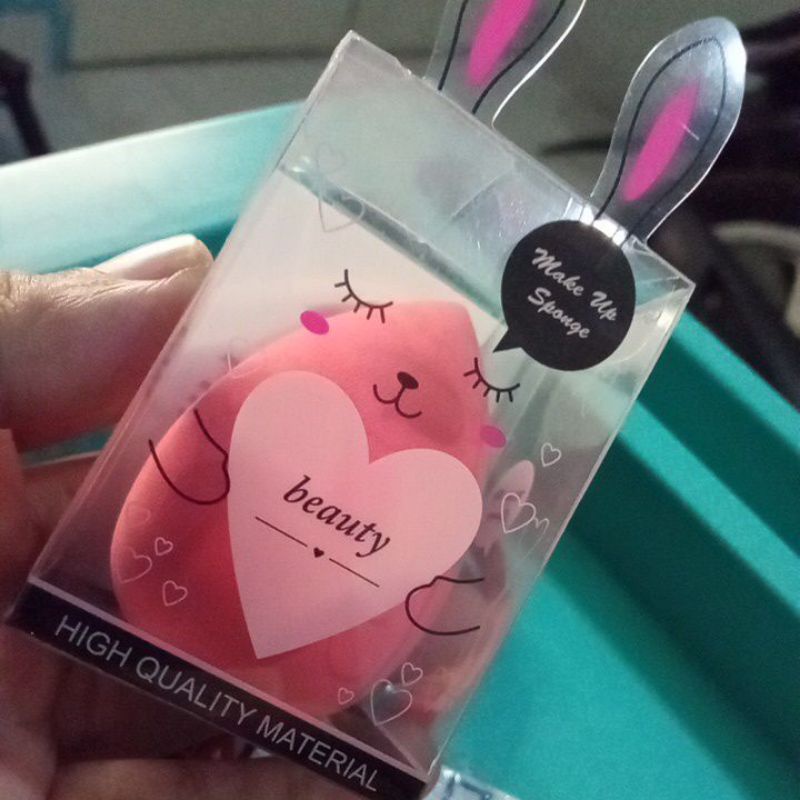 Make Up
Sponge
beauty
HIGH QUALITY MATERIAL